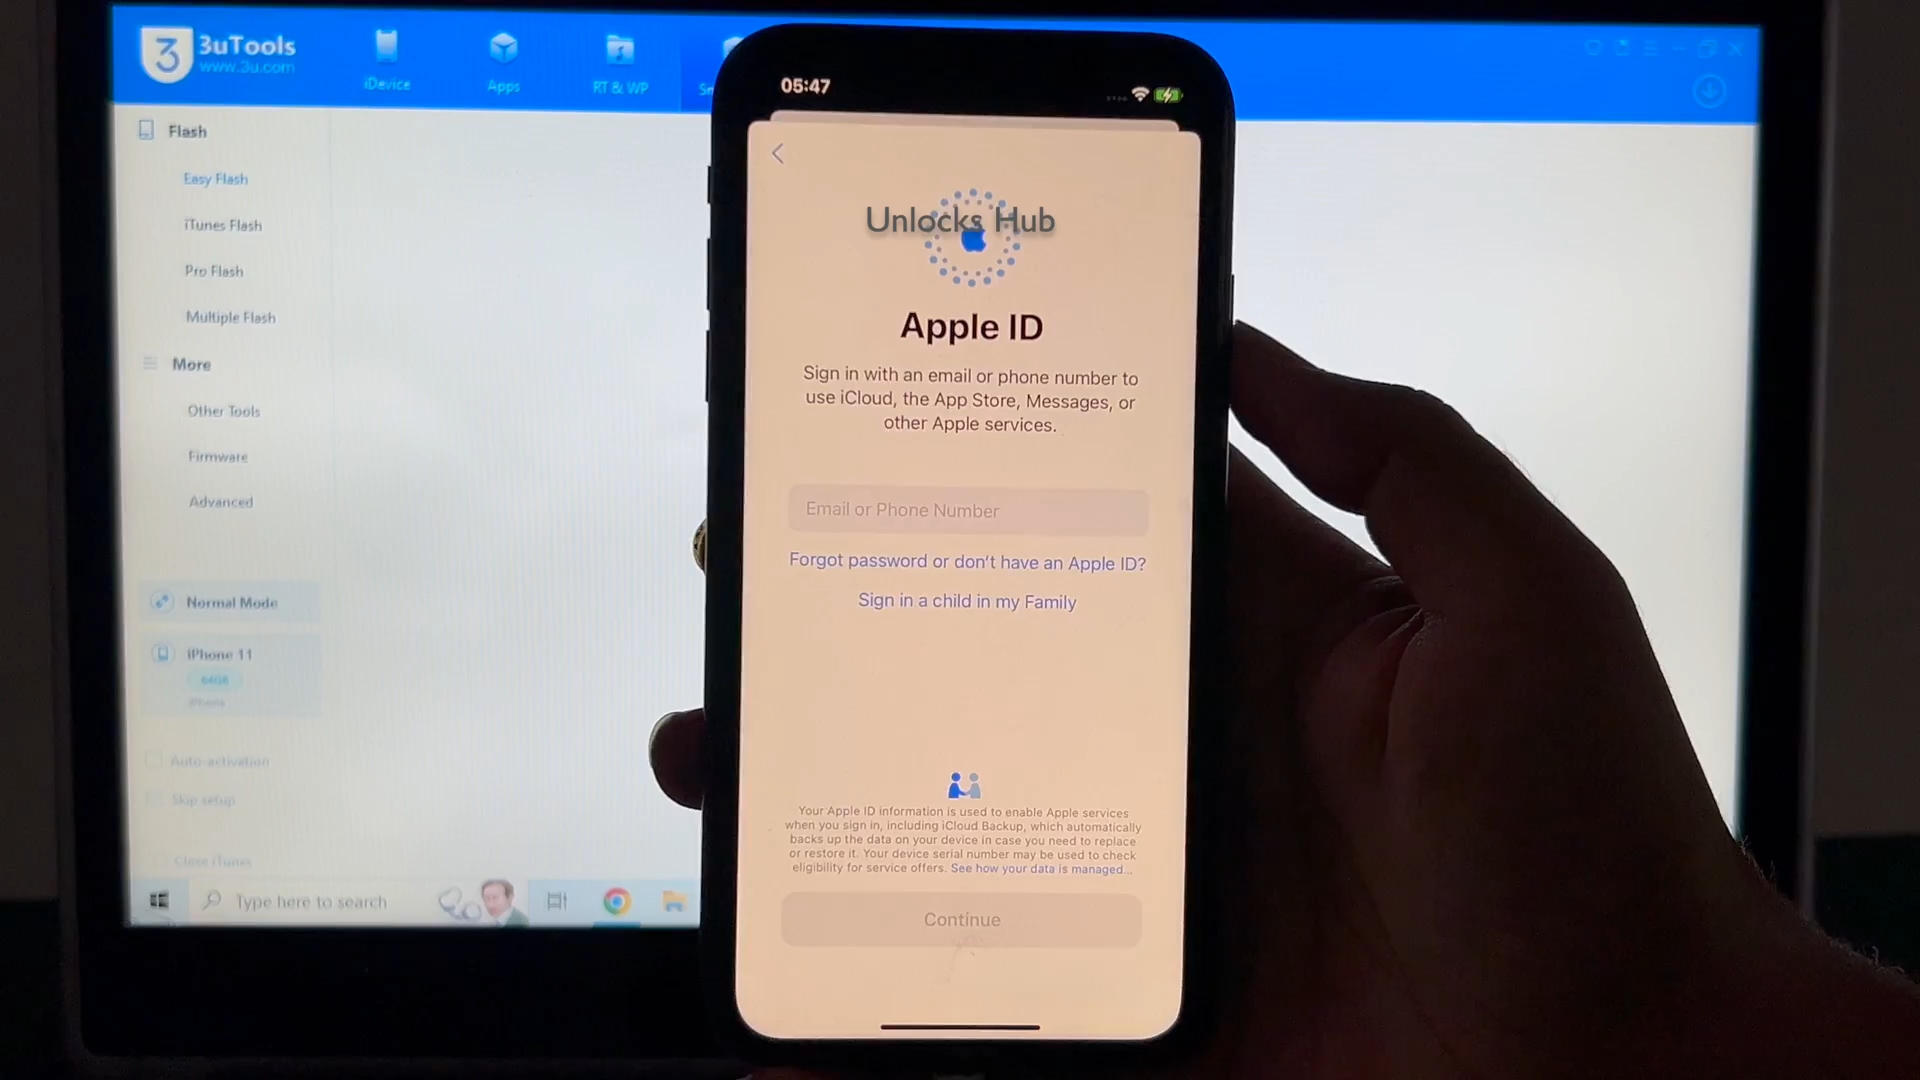 3uTools
www.3u.com
iDevice
Apps
RT & WP
Flash
Easy Flash
iTunes Flash
Pro Flash
Multiple Flash
More
Other Tools
Firmware
Advanced
Normal Mode
iPhone 11
64GB
iPhone
Auto-activation
Skip setup
Close iTunes
Type here to search
05:47
Unlocks Hub
Apple ID
Sign in with an email or phone number to
use iCloud, the App Store, Messages, or
other Apple services.
Email or Phone Number
Forgot password or don't have an Apple ID?
Sign in a child in my Family
Your Apple ID information is used to enable Apple services
when you sign in, including iCloud Backup, which automatically
backs up the data on your device in case you need to replace
or restore it. Your device serial number may be used to check
eligibility for service offers. See how your data is managed...
Continue